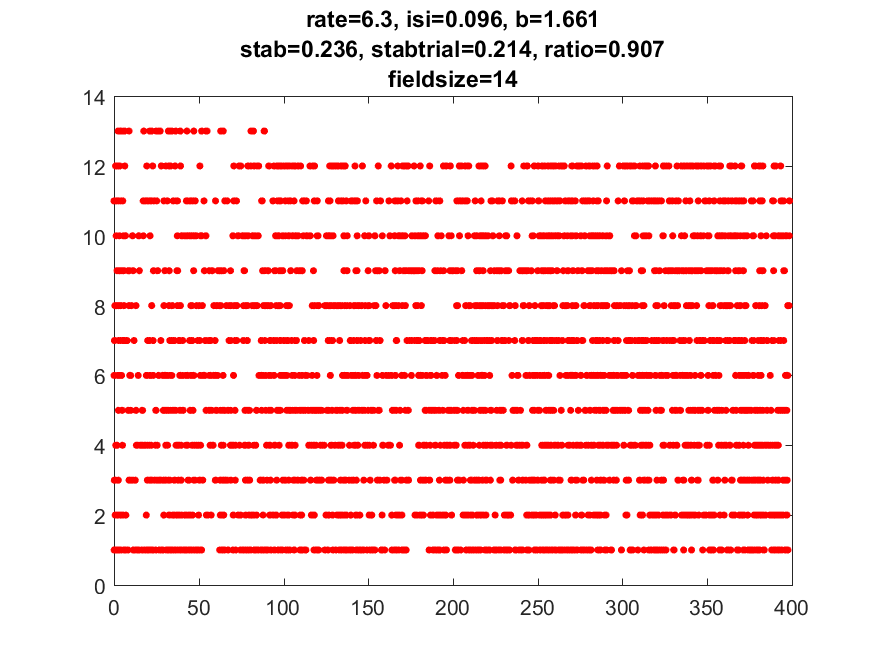 rate=6.3, isi=0.096, b=1.661
stab=0.236, stabtrial=0.214, ratio=0.907
fieldsize=14
14
12
10
8
6
4
2
0
0 50 100 150 200 250 300 350 400